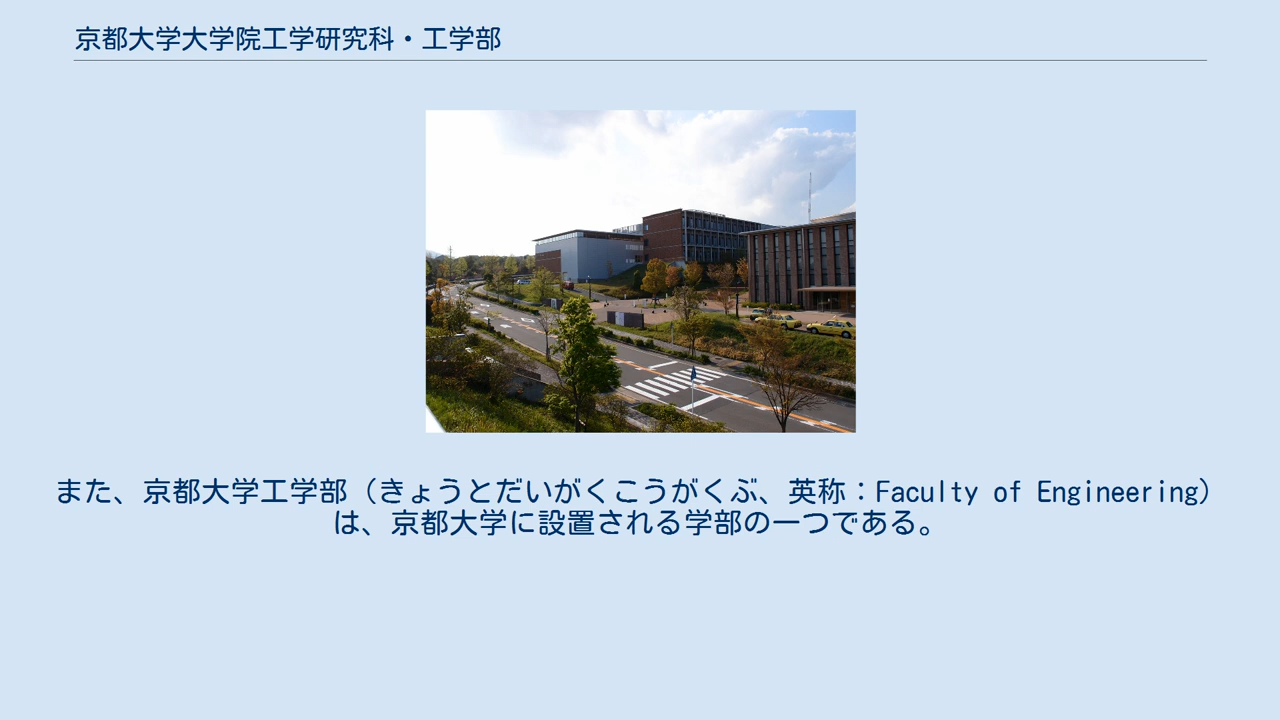 京都大学大学院工学研究科・工学部
また、京都大学工学部（きょうとだいがくこうがくぶ、英称：Faculty of Engineering）
は、京都大学に設置される学部の一つである。